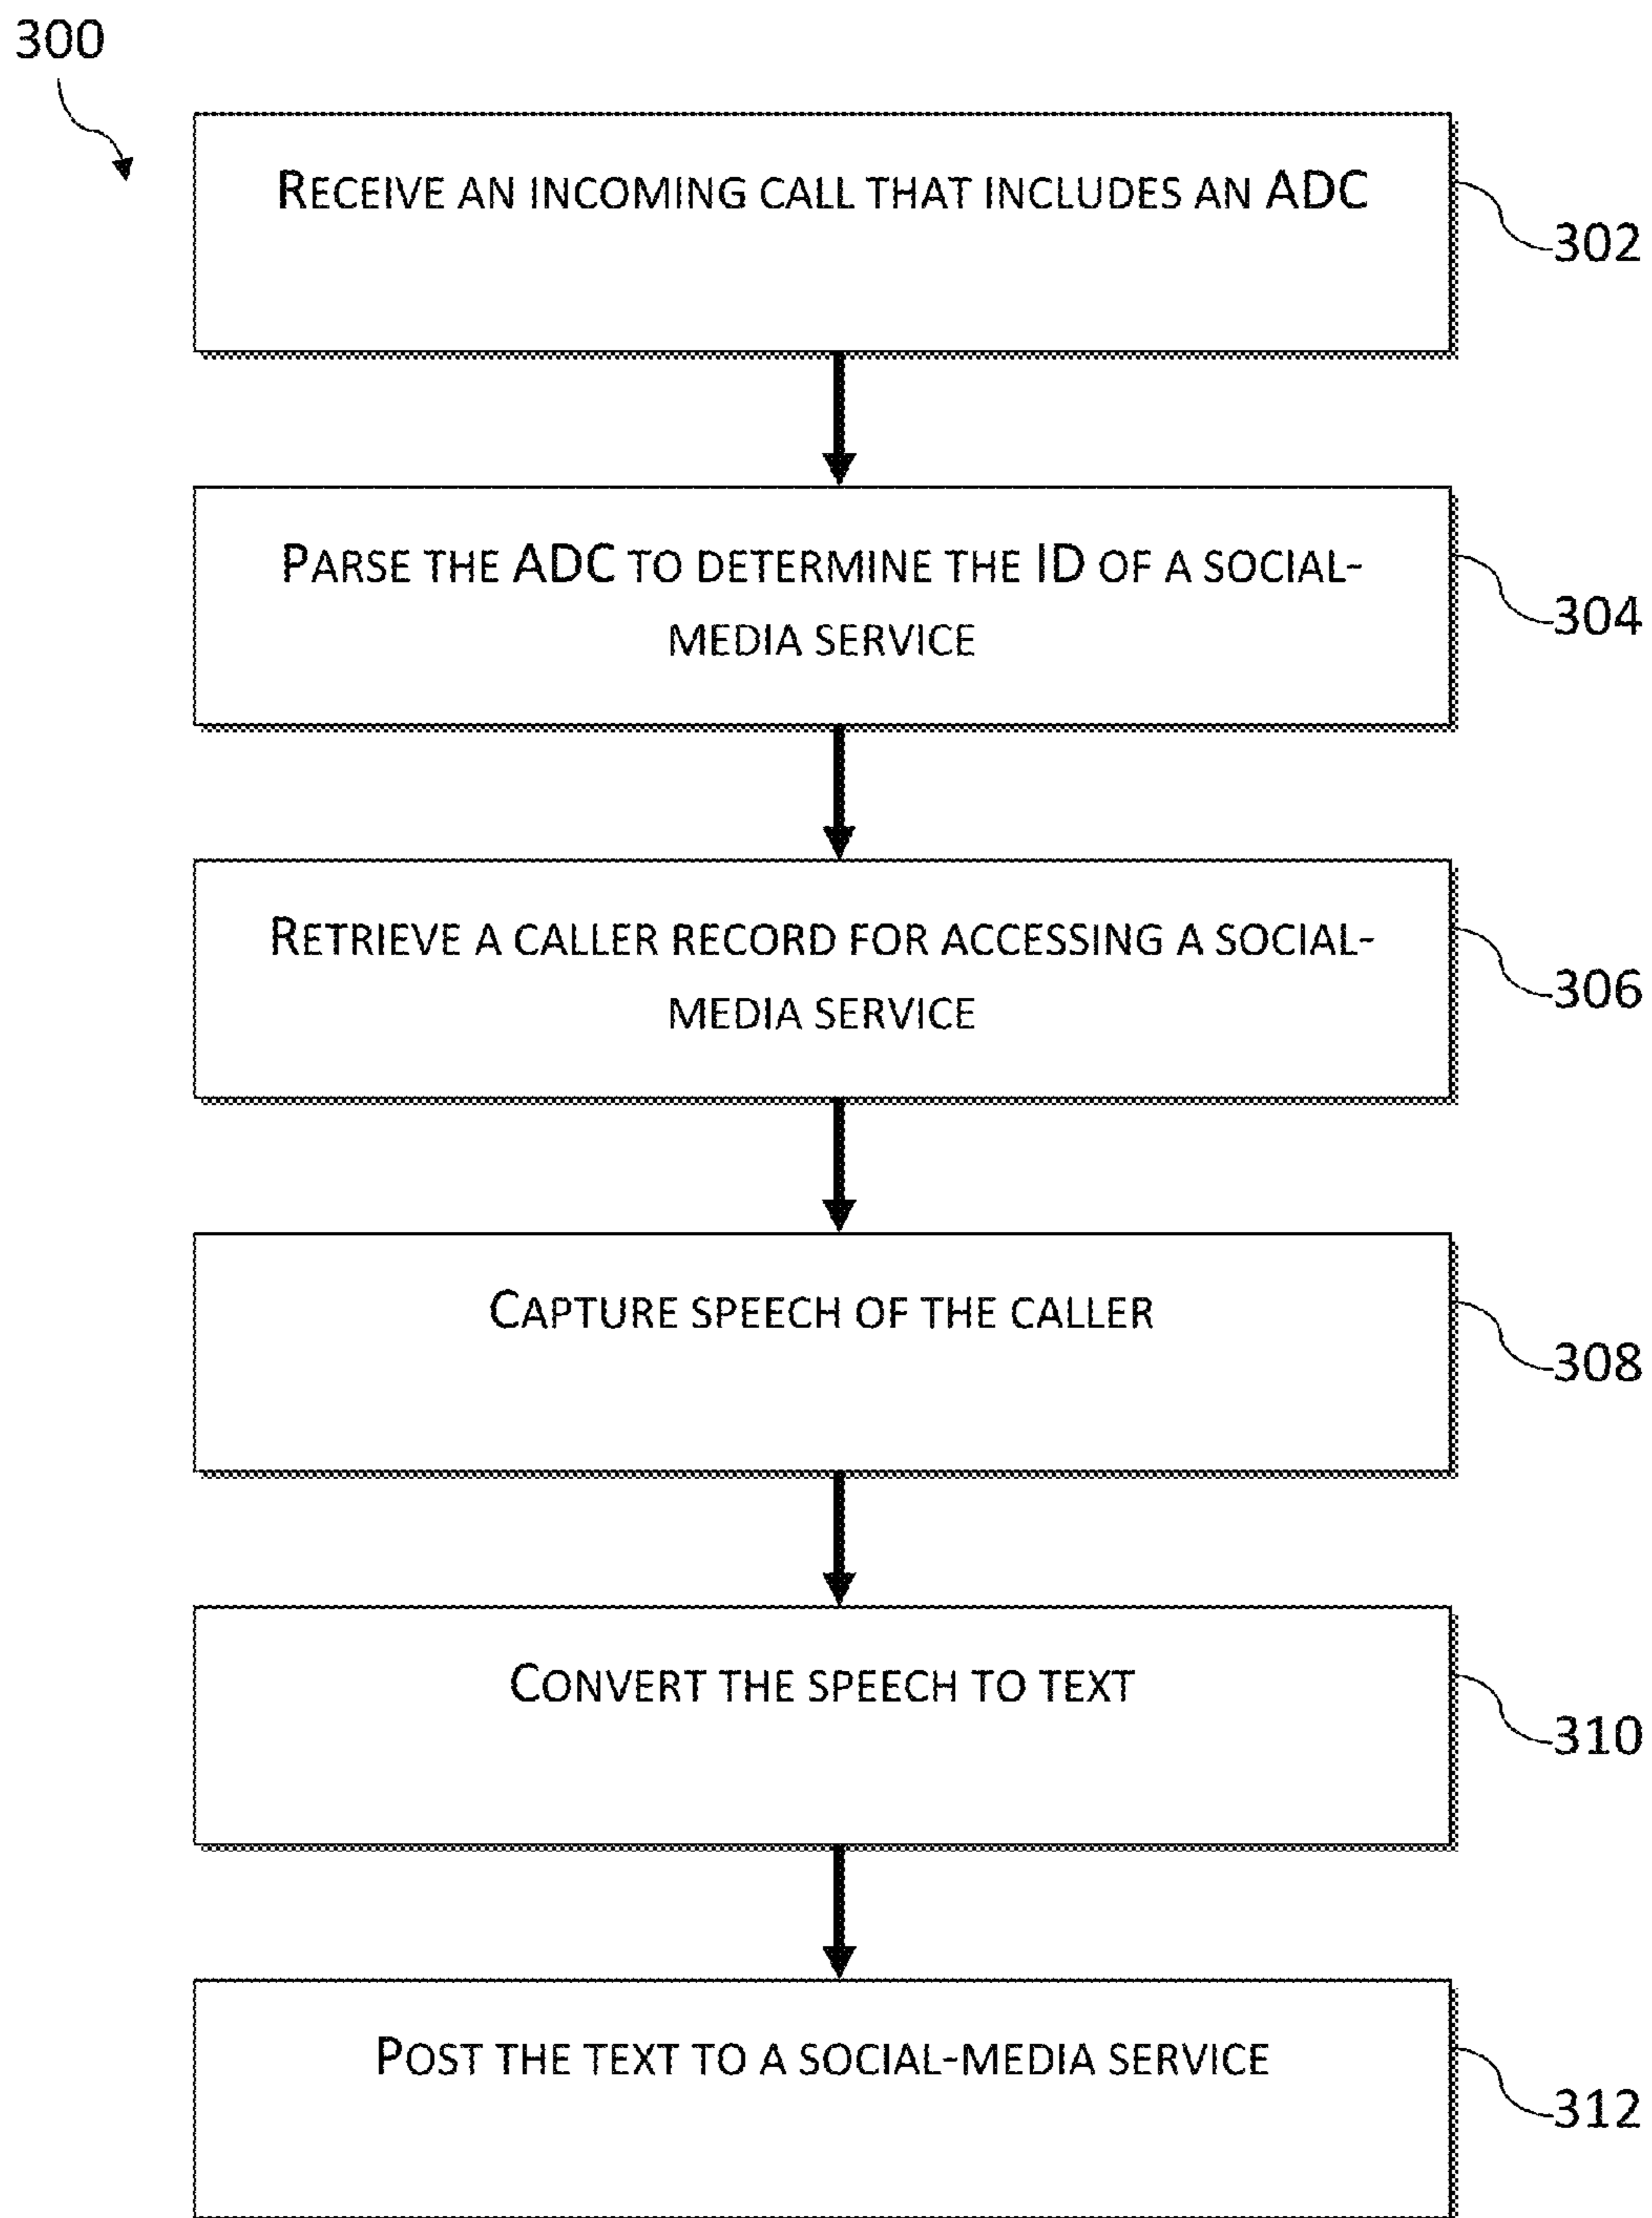 300
RECEIVE AN INCOMING CALL THAT INCLUDES AN ADC
302
PARSE THE ADC TO DETERMINE THE ID OF A SOCIAL-
MEDIA SERVICE
304
RETRIEVE A CALLER RECORD FOR ACCESSING A SOCIAL-
MEDIA SERVICE
306
CAPTURE SPEECH OF THE CALLER
308
CONVERT THE SPEECH TO TEXT
310
POST THE TEXT TO A SOCIAL-MEDIA SERVICE
312